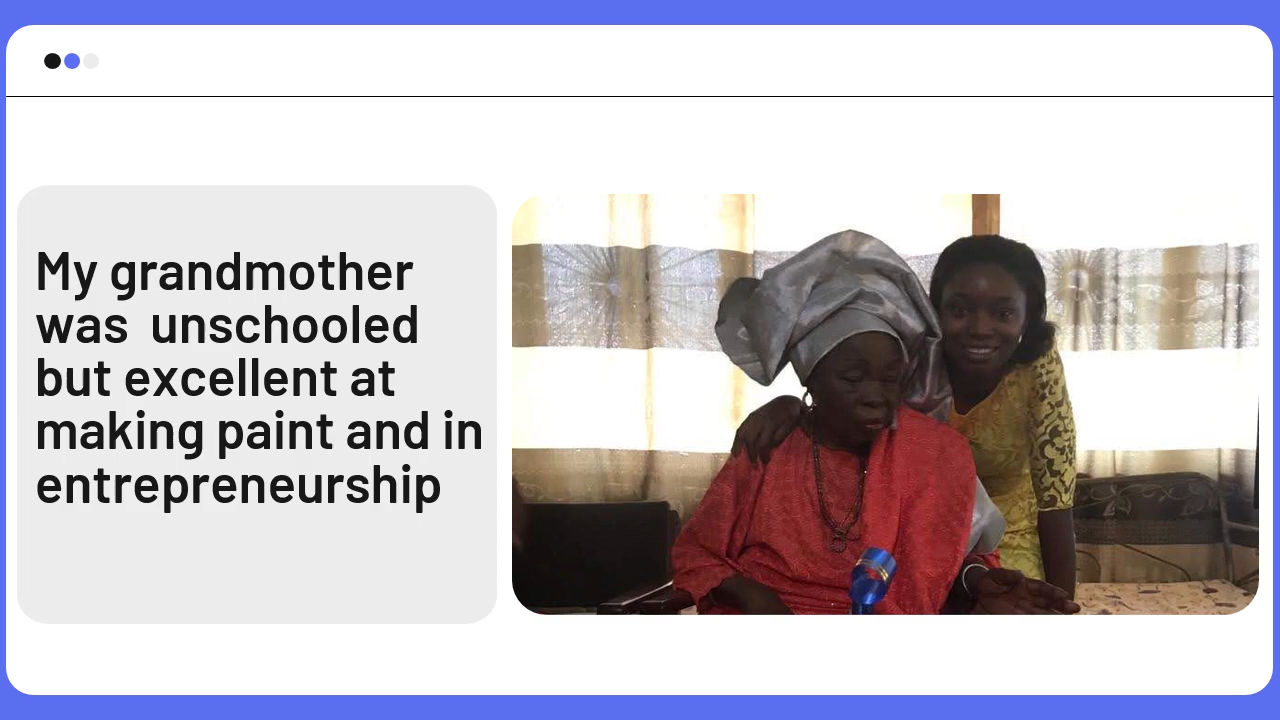 My grandmother
was  unschooled
but excellent at
making paint and in
entrepreneurship